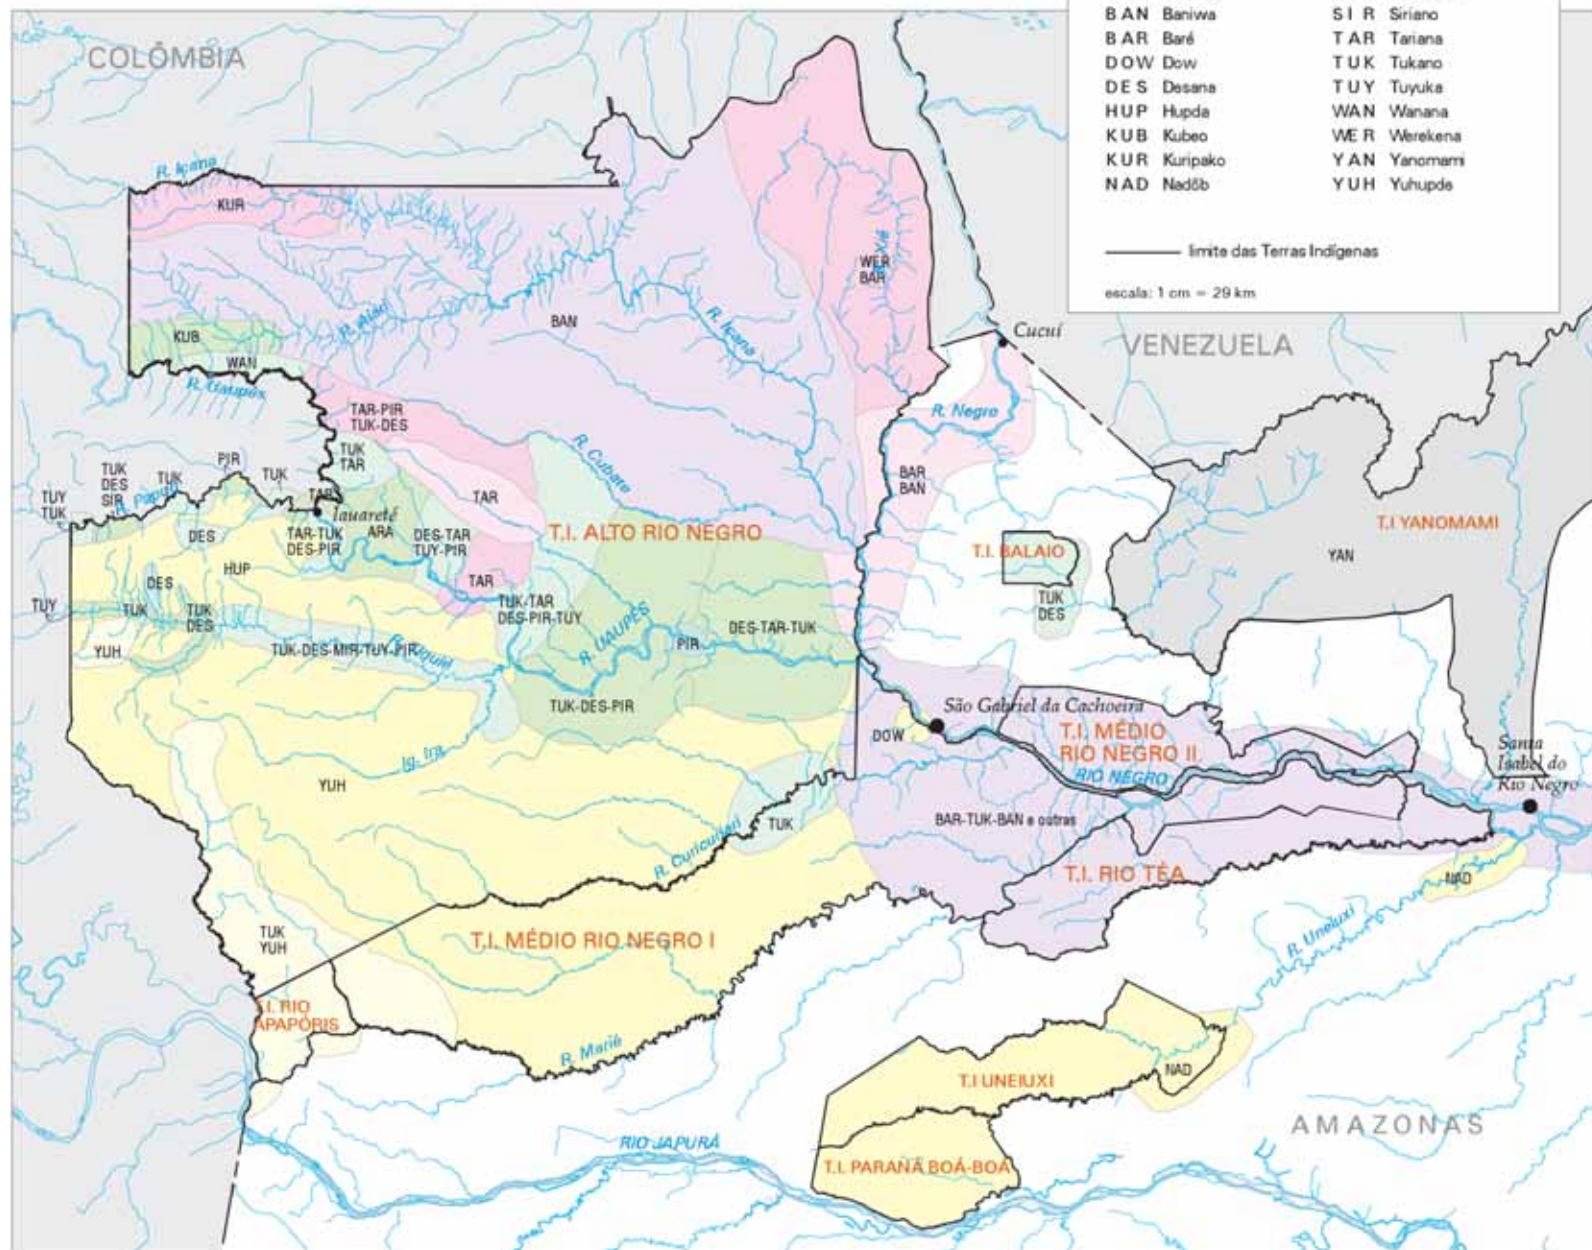 BAN Baniwa
BAR Baré
DOW Dow
DES Desana
HUP Hupda
KUB Kubeo
KUR Kuripako
NAD Nadöb
SIR Siriano
TAR Tariana
TUK Tukano
TUY Tuyuka
WAN Wanana
WER Werekena
YAN Yanomami
YUH Yuhupde
limite das Terras Indígenas
escala: 1 cm = 29 km
COLÔMBIA
R. Içana
KUR
WER
BAR
R. Xié
KUB
R. Aiari
BAN
R. Içana
Cucuí
VENEZUELA
WAN
R. Uaupés
TAR-PIR
TUK-DES
R. Negro
TUK
TAR
R. Cubate
PIR
TUK
DES
SIR
TUK
TUK
BAR
BAN
TUY
TUK
R. Papuri
TAR
Iauaretê
TAR
T.I. ALTO RIO NEGRO
T.I YANOMAMI
DES
TAR-TUK
DES-PIR
ARA
DES-TAR
TUY-PIR
T.I. BALAIO
YAN
HUP
DES
TAR
TUY
TUK
TUK
DES
TUK-TAR
DES-PIR-TUY
TUK
DES
R. UAUPÉS
PIR
DES-TAR-TUK
YUH
TUK-DES-MIR-TUY-PIR
R. Tiquié
TUK-DES-PIR
São Gabriel da Cachoeira
DOW
T.I. MÉDIO
RIO NEGRO II
RIO NEGRO
Santa
Isabel do
Rio Negro
Ig. Ira
YUH
TUK
R. Curicuriari
BAR-TUK-BAN e outras
T.I. RIO TÉA
NAD
TUK
YUH
T.I. MÉDIO RIO NEGRO I
R. Uneiuxi
T.I. RIO
APAPÓRIS
R. Marié
T.I UNEIUXI
NAD
AMAZONAS
RIO JAPURÁ
T.I. PARANÁ BOÁ-BOÁ